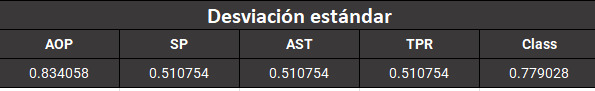 Desviación estándar
AOP SP AST TPR Class
0.834058 0.510754 0.510754 0.510754 0.779028